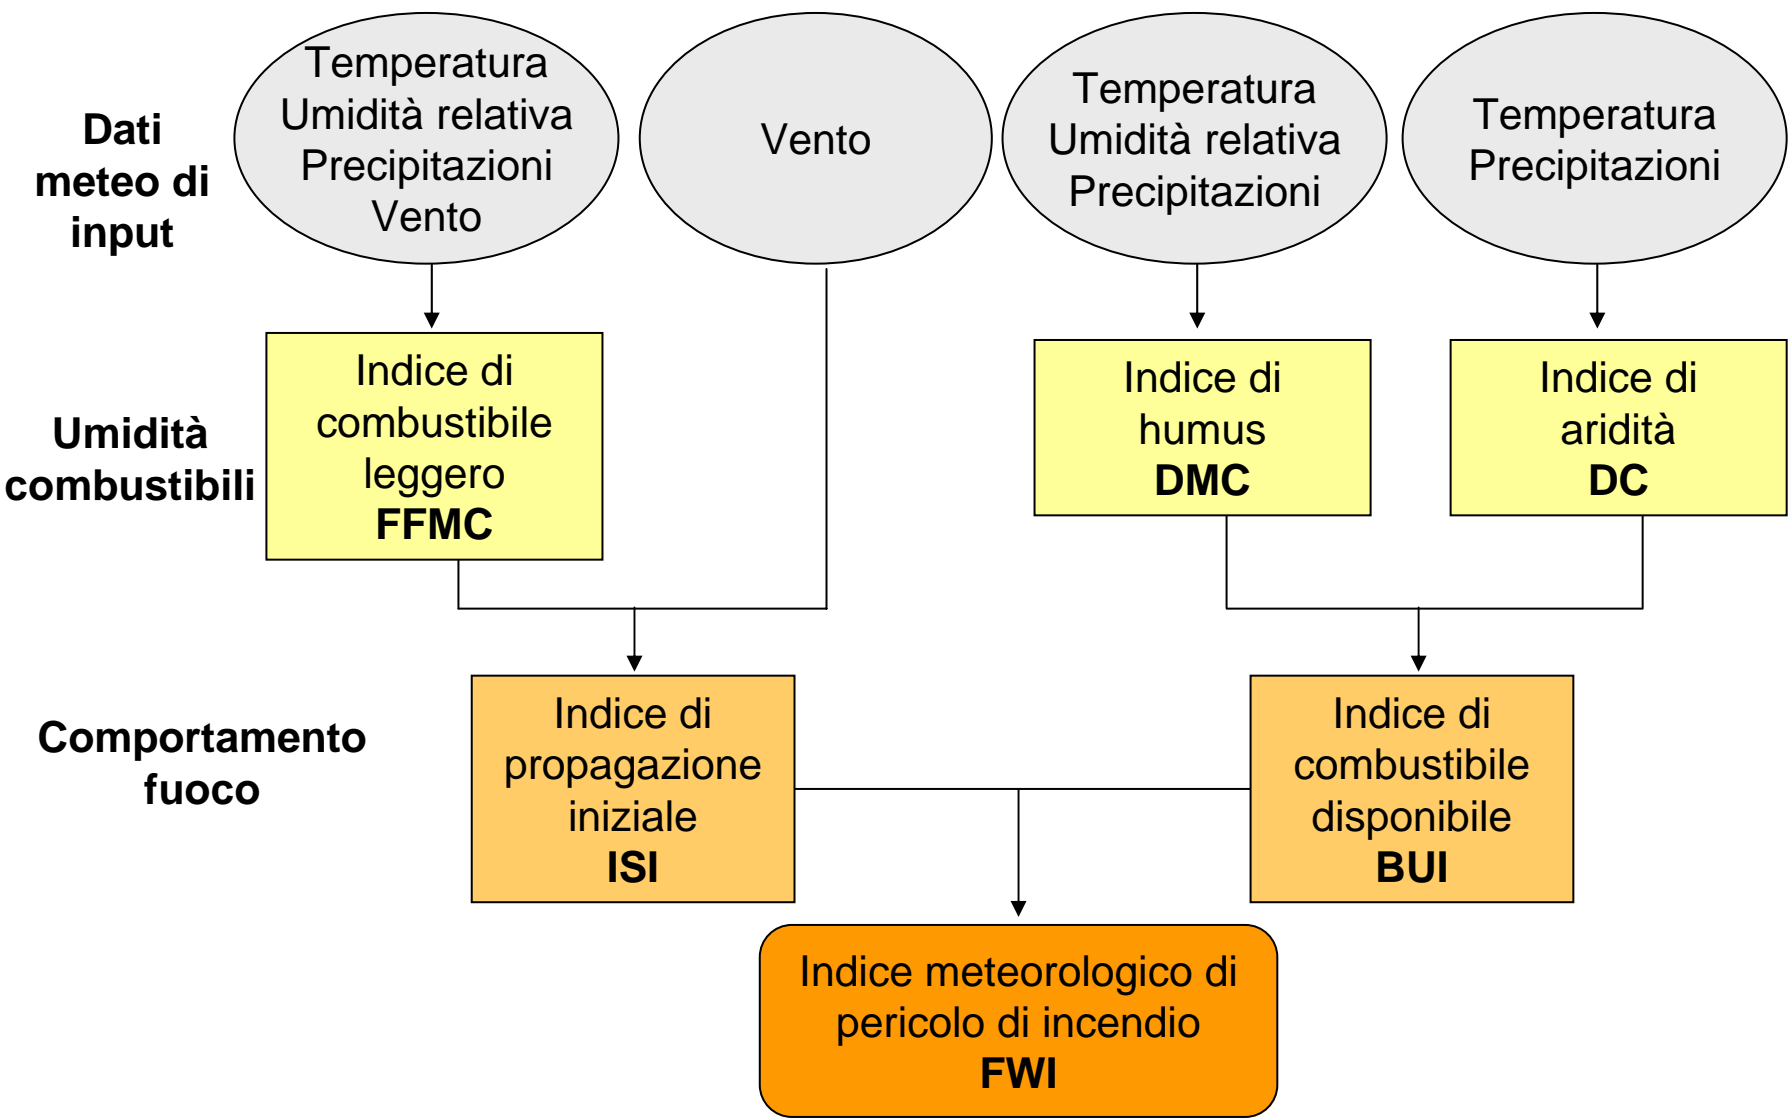 Dati
meteo di
input
Temperatura
Umidità relativa
Precipitazioni
Vento
Vento
Temperatura
Umidità relativa
Precipitazioni
Temperatura
Precipitazioni
Umidità
combustibili
Indice di
combustibile
leggero
FFMC
Indice di
humus
DMC
Indice di
aridità
DC
Comportamento
fuoco
Indice di
propagazione
iniziale
ISI
Indice di
combustibile
disponibile
BUI
Indice meteorologico di
pericolo di incendio
FWI